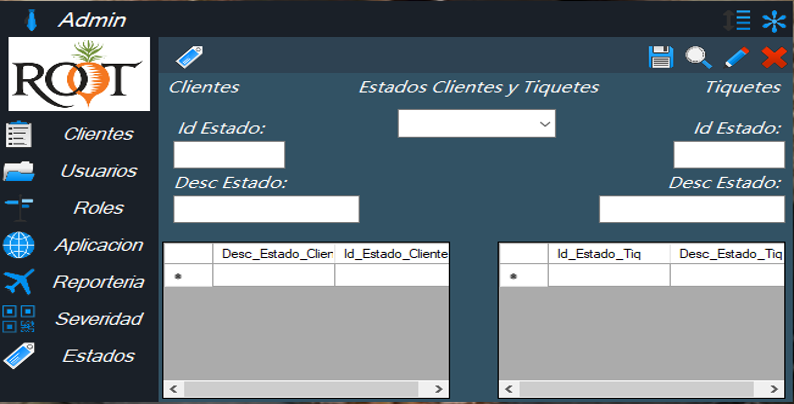 Admin
ROOT
Clientes
Usuarios
Roles
Aplicacion
Reporteria
Severidad
Estados
Clientes
Estados Clientes y Tiquetes
Tiquetes
Id Estado:
Id Estado:
Desc Estado:
Desc Estado:
Desc_Estado_Clien
Id_Estado_Cliente
Id_Estado_Tiq
Desc_Estado_Tiq